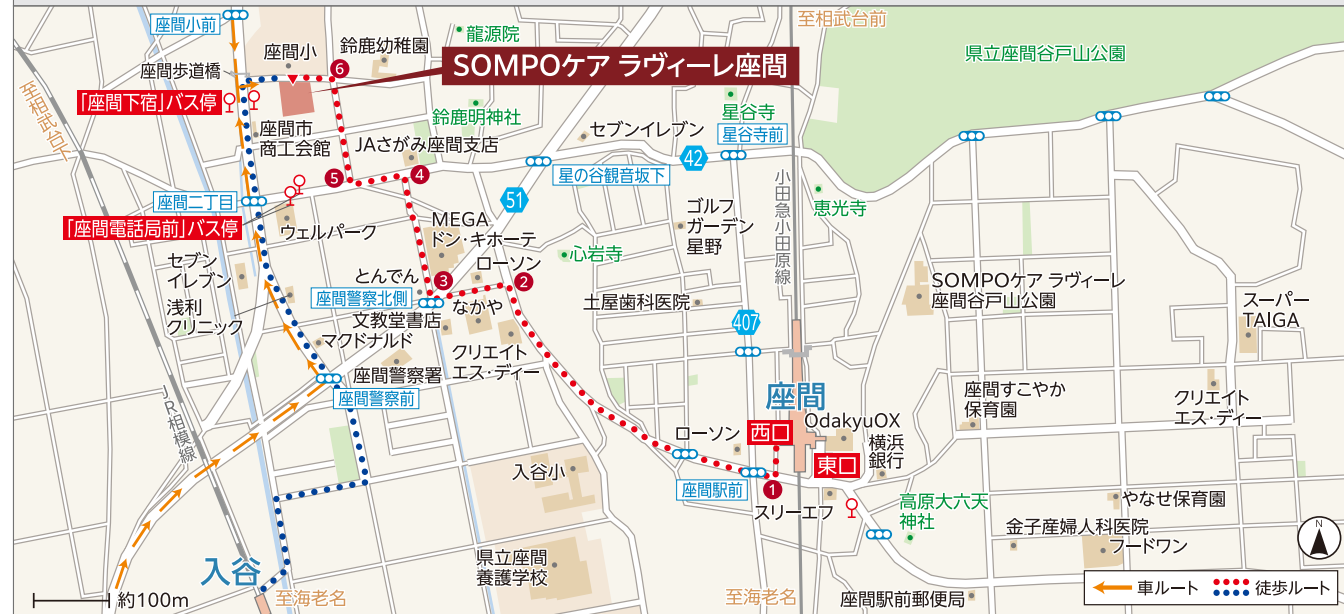 座間小前
至相武台前
龍源院
座間小
鈴鹿幼稚園
県立座間谷戸山公園
座間歩道橋
6
SOMPOケア ラヴィーレ座間
至相武台下
「座間下宿」バス停
鈴鹿明神社
星谷寺
セブンイレブン
星谷寺前
座間市
商工会館
JAさがみ座間支店
42
星の谷観音坂下
5
4
小田急小田原線
座間二丁目
51
恵光寺
「座間電話局前」バス停
ウェルパーク
MEGA
ドン・キホーテ
ゴルフ
ガーデン
星野
心岩寺
セブン
イレブン
とんでん
3
ローソン
2
SOMPOケア ラヴィーレ
座間谷戸山公園
座間警察北側
なかや
土屋歯科医院
スーパー
TAIGA
浅利
クリニック
文教堂書店
マクドナルド
407
クリエイト
エス・ディー
座間警察署
座間警察前
座間
座間すこやか
保育園
クリエイト
エス・ディー
JR相模線
ローソン
西口
OdakyuOX
横浜
銀行
東口
入谷小
座間駅前
1
スリーエフ
高原大六天
神社
やなせ保育園
金子産婦人科医院
フードワン
N
県立座間
養護学校
入谷
至海老名
至海老名
座間駅前郵便局
約100m
車ルート
徒歩ルート